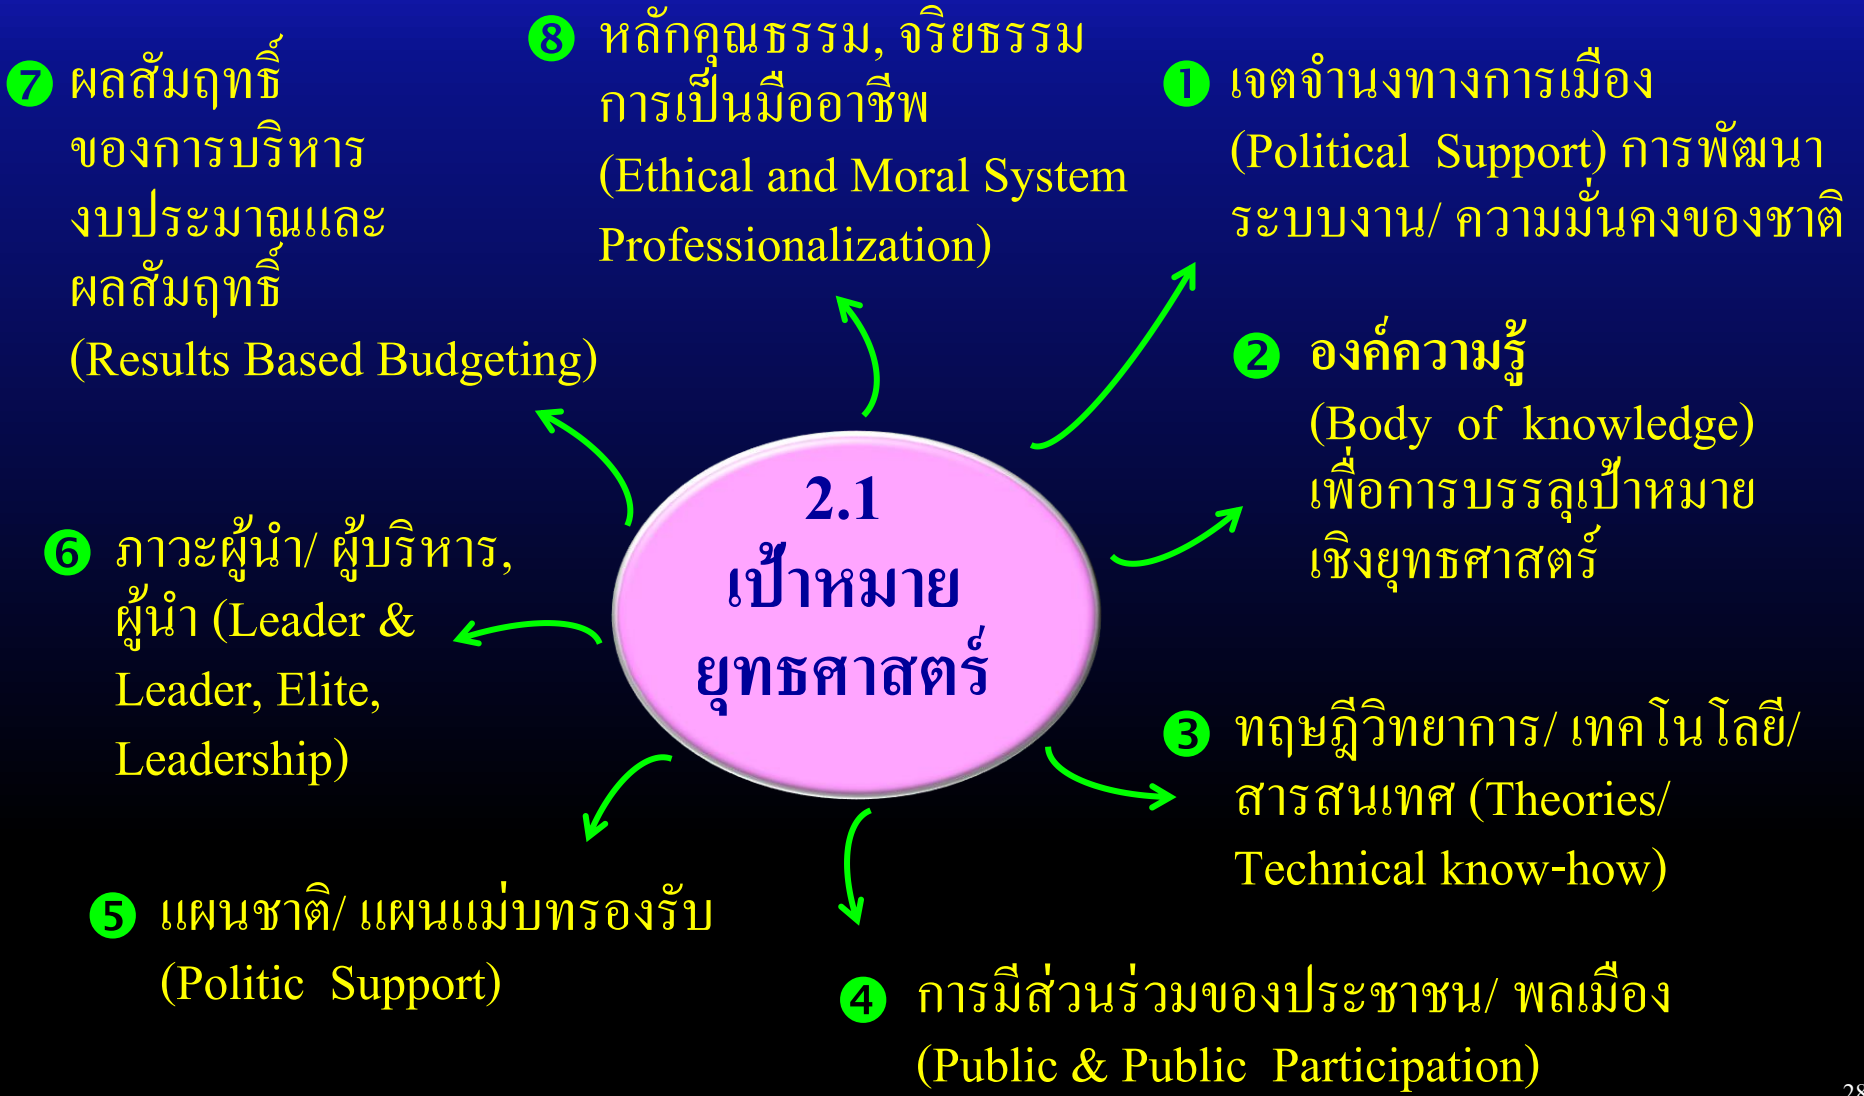 2.1
เป้าหมาย
ยุทธศาสตร์
❶ เจตจำนงทางการเมือง
(Political Support) การพัฒนา
ระบบงาน/ ความมั่นคงของชาติ
❷ องค์ความรู้
(Body of knowledge)
เพื่อการบรรลุเป้าหมาย
เชิงยุทธศาสตร์
❸ ทฤษฎีวิทยาการ/ เทคโนโลยี/
สารสนเทศ (Theories/
Technical know-how)
❹ การมีส่วนร่วมของประชาชน/ พลเมือง
(Public & Public Participation)
❺ แผนชาติ/ แผนแม่บทรองรับ
(Politic Support)
❻ ภาวะผู้นำ/ ผู้บริหาร,
ผู้นำ (Leader &
Leader, Elite,
Leadership)
❼ ผลสัมฤทธิ์
ของการบริหาร
งบประมาณและ
ผลสัมฤทธิ์
(Results Based Budgeting)
❽ หลักคุณธรรม, จริยธรรม
การเป็นมืออาชีพ
(Ethical and Moral System
Professionalization)
28